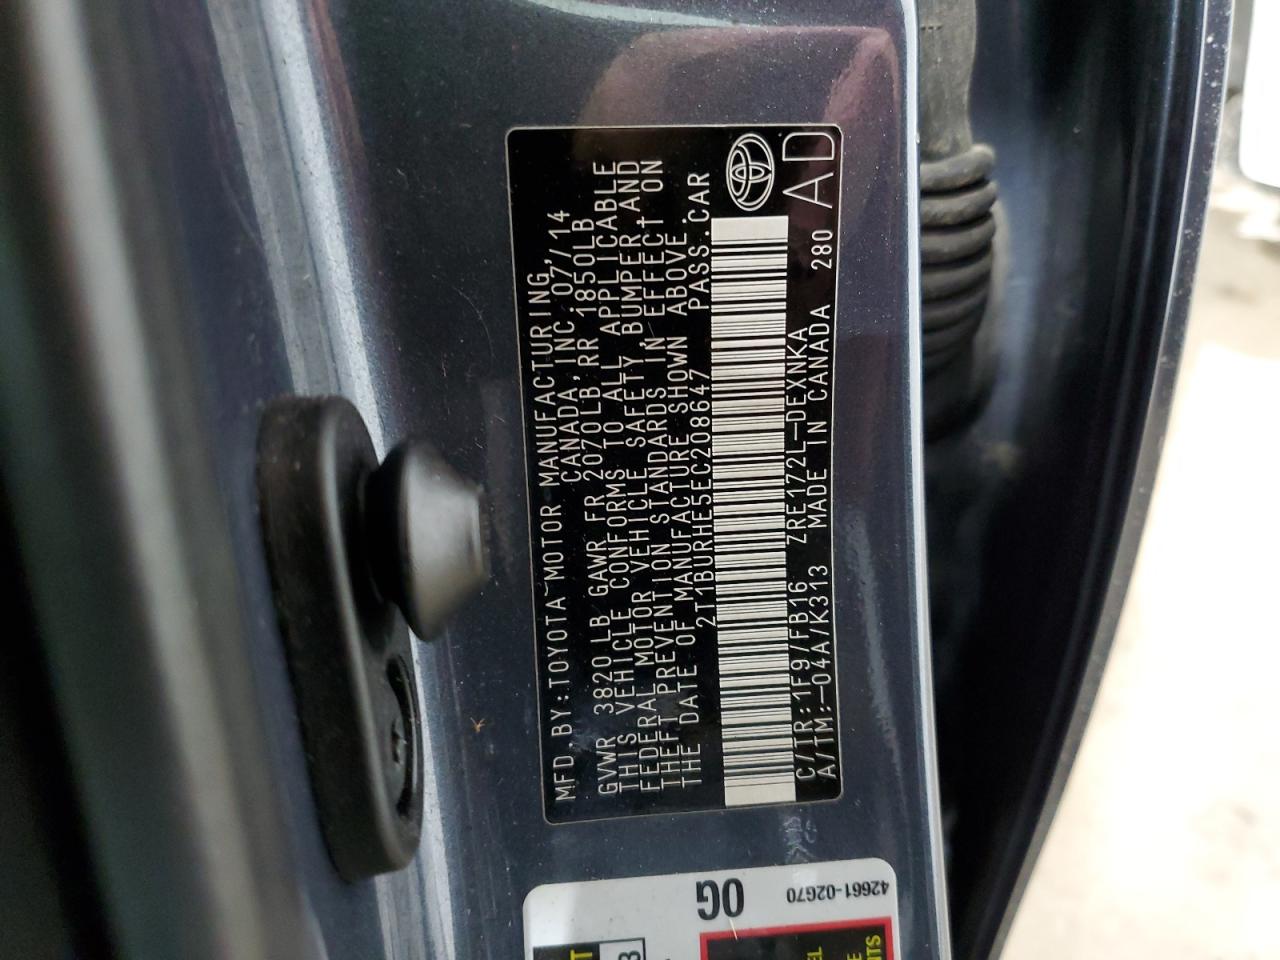 MFD. BY: TOYOTA MOTOR MANUFACTURING
CANADA, INC. 07/14
GVWR 3820 LB GAWR FR 2070LB, RR 1850LB
THIS VEHICLE CONFORMS TO ALL APPLICABLE
FEDERAL MOTOR VEHICLE SAFETY, BUMPER, AND
THEFT PREVENTION STANDARDS IN EFFECT ON
THE DATE OF MANUFACTURE SHOWN ABOVE.
2T1BURHE5EC208647 PASS. CAR
C/TR: 1F9/FB16 ZRE172L-DEXNKA
A/TM: -04A/K313 MADE IN CANADA 280
AD
0G
42661-02G70